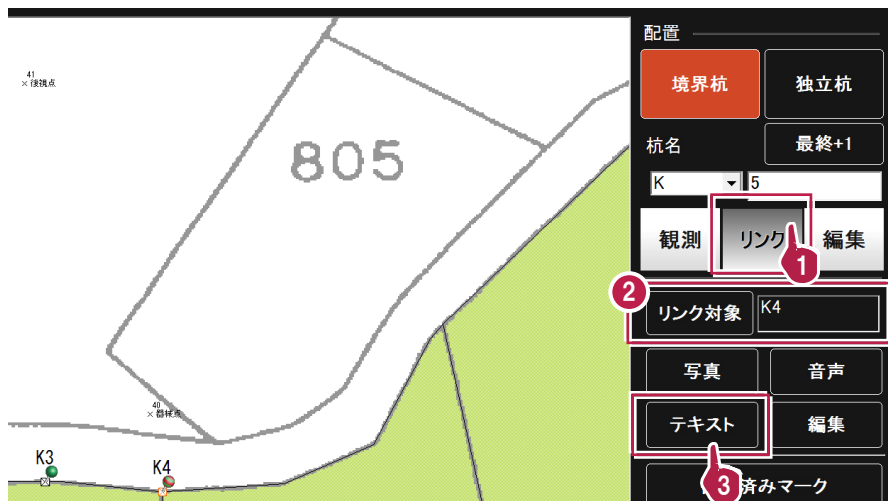 41
後視点
805
40
器械点
K3
K4
配置
境界杭
独立杭
杭名
最終+1
K
5
観測
リンク
編集
1
2
リンク対象
K4
写真
音声
テキスト
編集
3
済みマーク